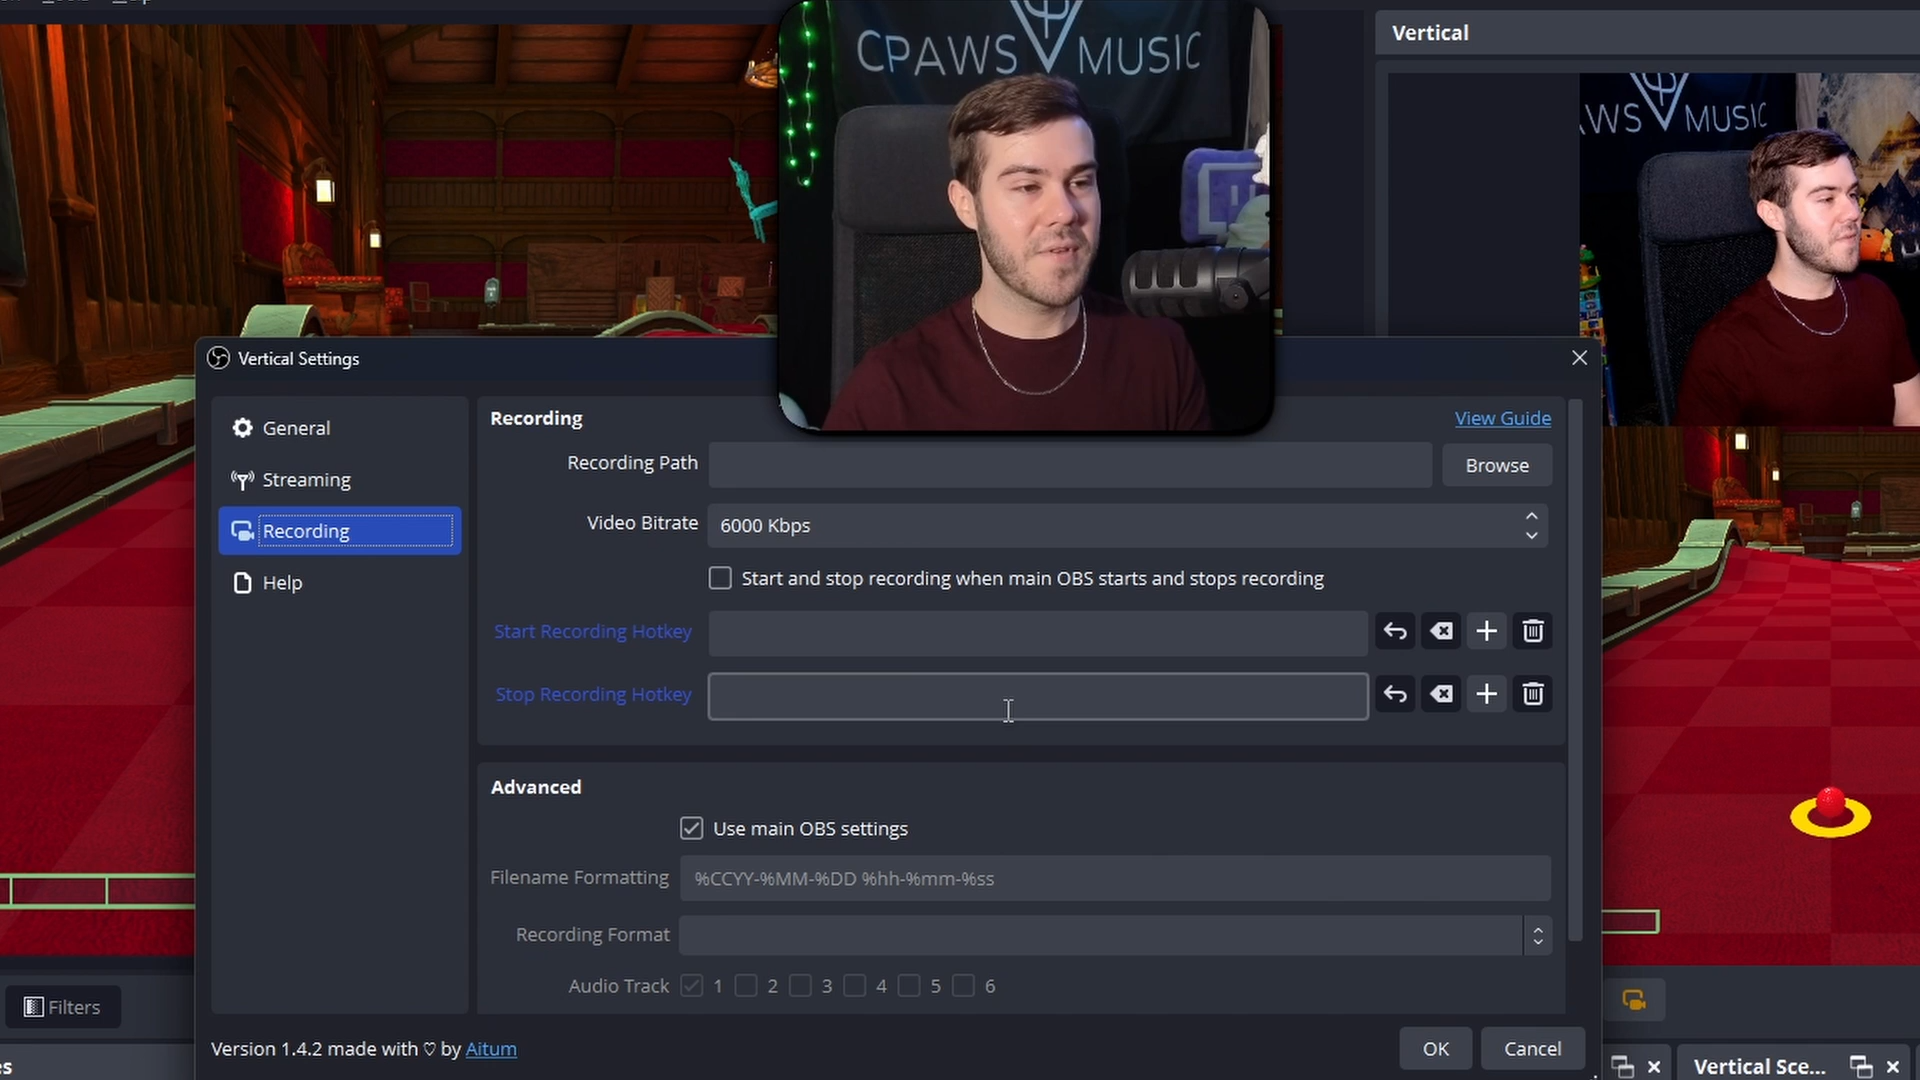 Vertical
CPAWS MUSIC
WS MUSIC
Vertical Settings
General
Streaming
Recording
Help
Recording
View Guide
Recording Path
Browse
Video Bitrate
6000 Kbps
Start and stop recording when main OBS starts and stops recording
Start Recording Hotkey
Stop Recording Hotkey
Advanced
Use main OBS settings
Filename Formatting
%CCYY-%MM-%DD %hh-%mm-%ss
Recording Format
Audio Track 1 2 3 4 5 6
Filters
Version 1.4.2 made with ♡ by Aitum
OK
Cancel
es
Vertical Sce...